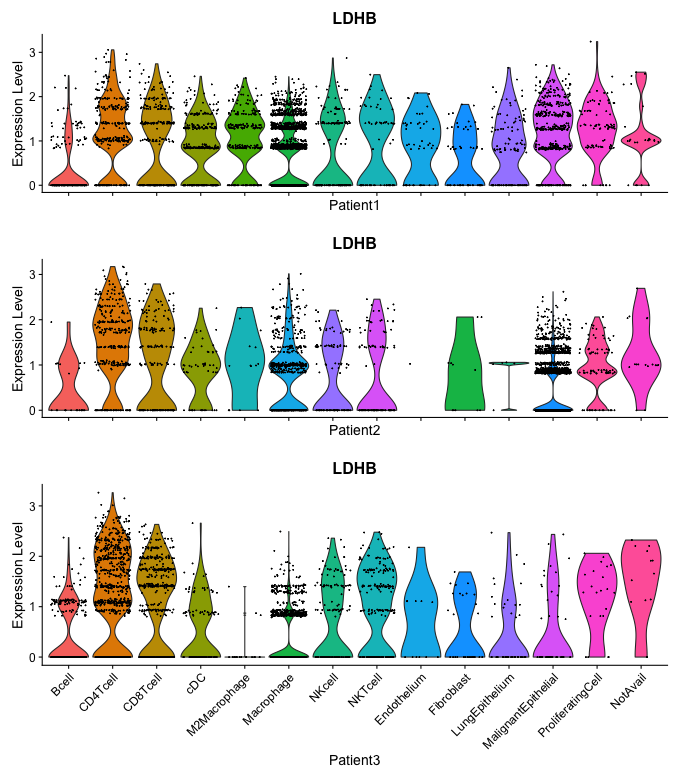 LDHB
Expression Level
3
2
1
0
Patient1
LDHB
Expression Level
3
2
1
0
Patient2
LDHB
Expression Level
3
2
1
0
Bcell
CD4Tcell
CD8Tcell
cDC
M2Macrophage
Macrophage
NKcell
NKTcell
Endothelium
Fibroblast
LungEpithelium
MalignantEpithelial
ProliferatingCell
NotAvail
Patient3